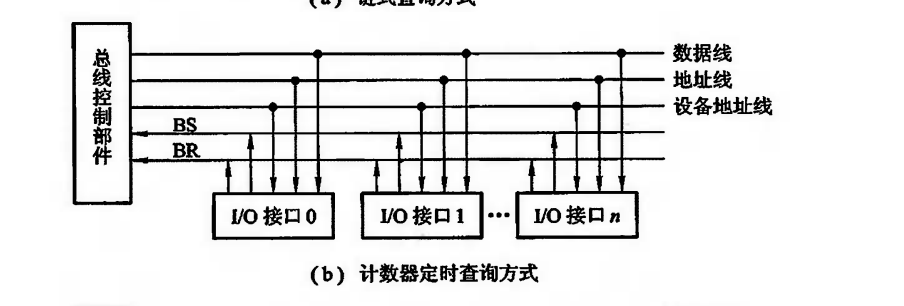 (a) 链式查询方式
总线控制部件
数据线
地址线
设备地址线
BS
BR
I/O 接口 0
I/O 接口 1
···
I/O 接口 n
(b) 计数器定时查询方式